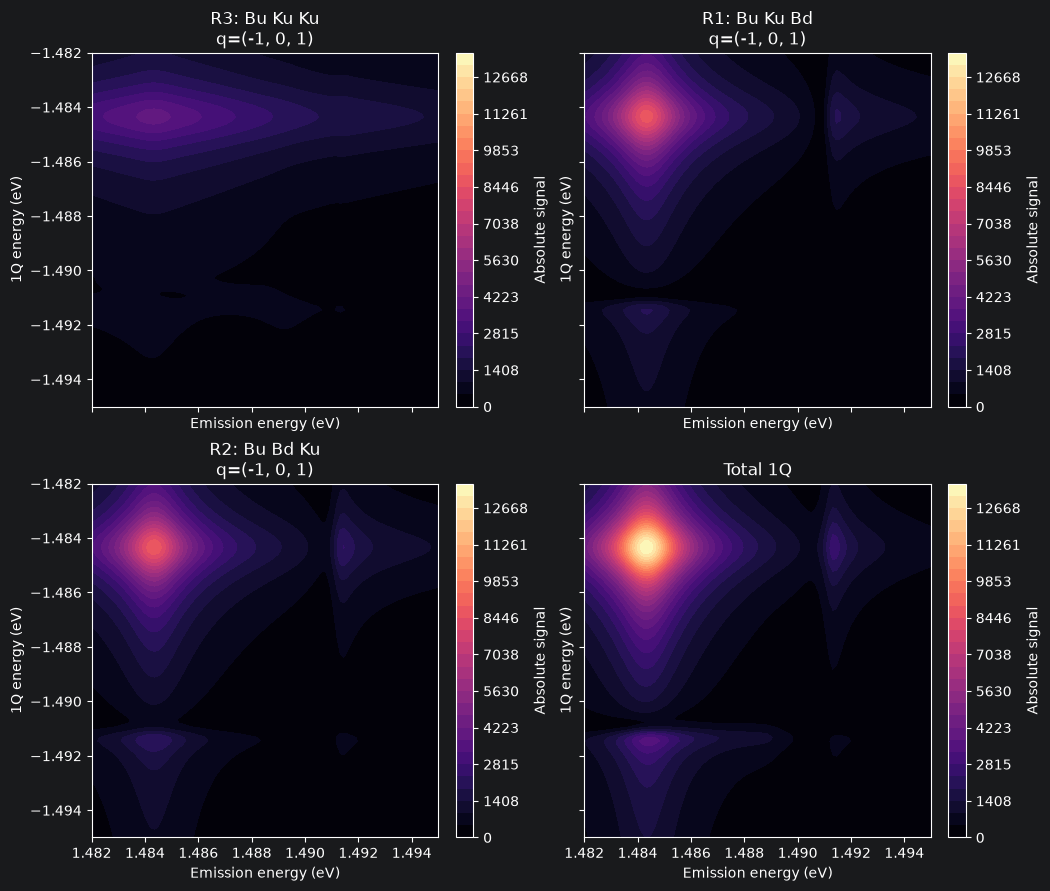 R3: Bu Ku Ku
q=(-1, 0, 1)
−1.482
−1.484
−1.486
−1.488
−1.490
−1.492
−1.494
1Q energy (eV)
Emission energy (eV)
12668
11261
9853
8446
7038
5630
4223
2815
1408
0
Absolute signal
R1: Bu Ku Bd
q=(-1, 0, 1)
1Q energy (eV)
Emission energy (eV)
12668
11261
9853
8446
7038
5630
4223
2815
1408
0
Absolute signal
R2: Bu Bd Ku
q=(-1, 0, 1)
−1.482
−1.484
−1.486
−1.488
−1.490
−1.492
−1.494
1Q energy (eV)
1.482 1.484 1.486 1.488 1.490 1.492 1.494
Emission energy (eV)
12668
11261
9853
8446
7038
5630
4223
2815
1408
0
Absolute signal
Total 1Q
1Q energy (eV)
1.482 1.484 1.486 1.488 1.490 1.492 1.494
Emission energy (eV)
12668
11261
9853
8446
7038
5630
4223
2815
1408
0
Absolute signal